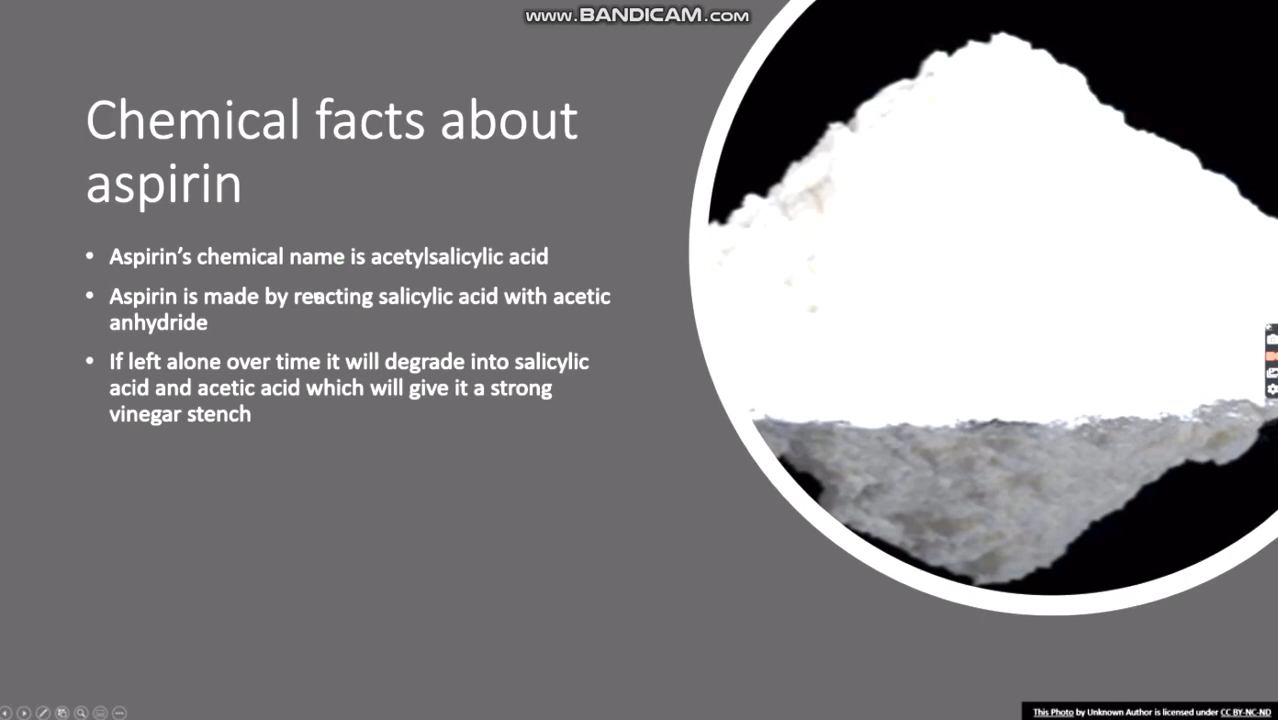 www.BANDICAM.com
Chemical facts about
aspirin
• Aspirin's chemical name is acetylsalicylic acid
• Aspirin is made by reacting salicylic acid with acetic
anhydride
• If left alone over time it will degrade into salicylic
acid and acetic acid which will give it a strong
vinegar stench
This Photo by Unknown Author is licensed under CC BY-NC-ND